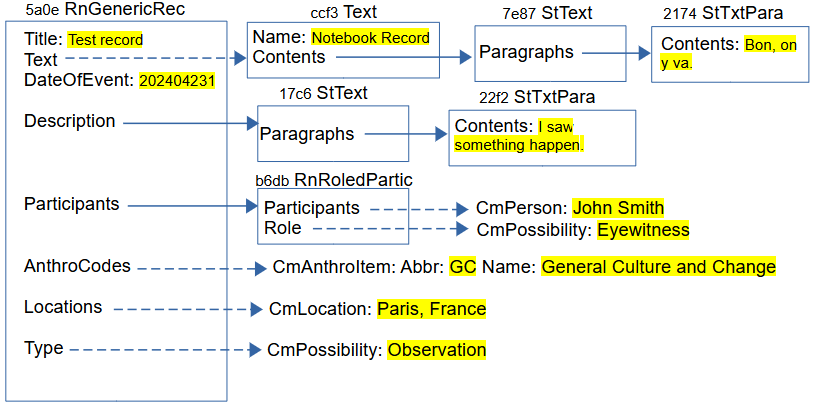 5a0e RnGenericRec
ccf3 Text
7e87 StText
2174 StTxtPara
Title: Test record
Text
DateOfEvent: 202404231
Name: Notebook Record
Contents
Paragraphs
Contents: Bon, on
y va.
17c6 StText
22f2 StTxtPara
Description
Paragraphs
Contents: I saw
something happen.
b6db RnRoledPartic
Participants
Participants
Role
CmPerson: John Smith
CmPossibility: Eyewitness
AnthroCodes
CmAnthroItem: Abbr: GC Name: General Culture and Change
Locations
CmLocation: Paris, France
Type
CmPossibility: Observation